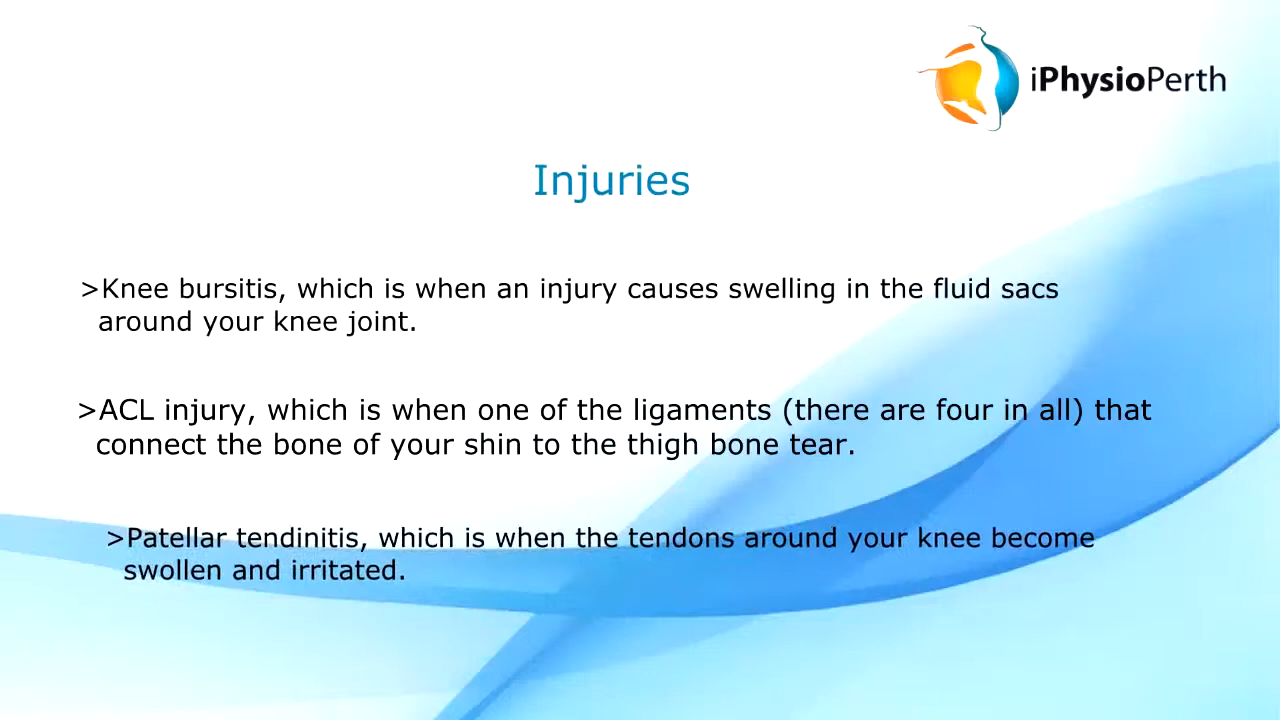 iPhysioPerth
Injuries
>Knee bursitis, which is when an injury causes swelling in the fluid sacs
around your knee joint.
>ACL injury, which is when one of the ligaments (there are four in all) that
connect the bone of your shin to the thigh bone tear.
>Patellar tendinitis, which is when the tendons around your knee become
swollen and irritated.